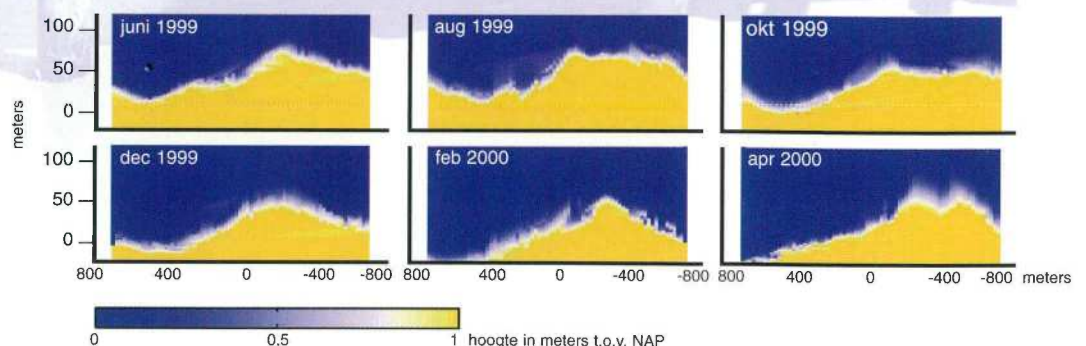 juni 1999 aug 1999 okt 1999
100
50
0
meters
dec 1999 feb 2000 apr 2000
100
50
0
800 400 0 -400 -800 800 400 0 -400 -800 800 400 0 -400 -800 meters
0 0.5 1 hoogte in meters t.o.v. NAP